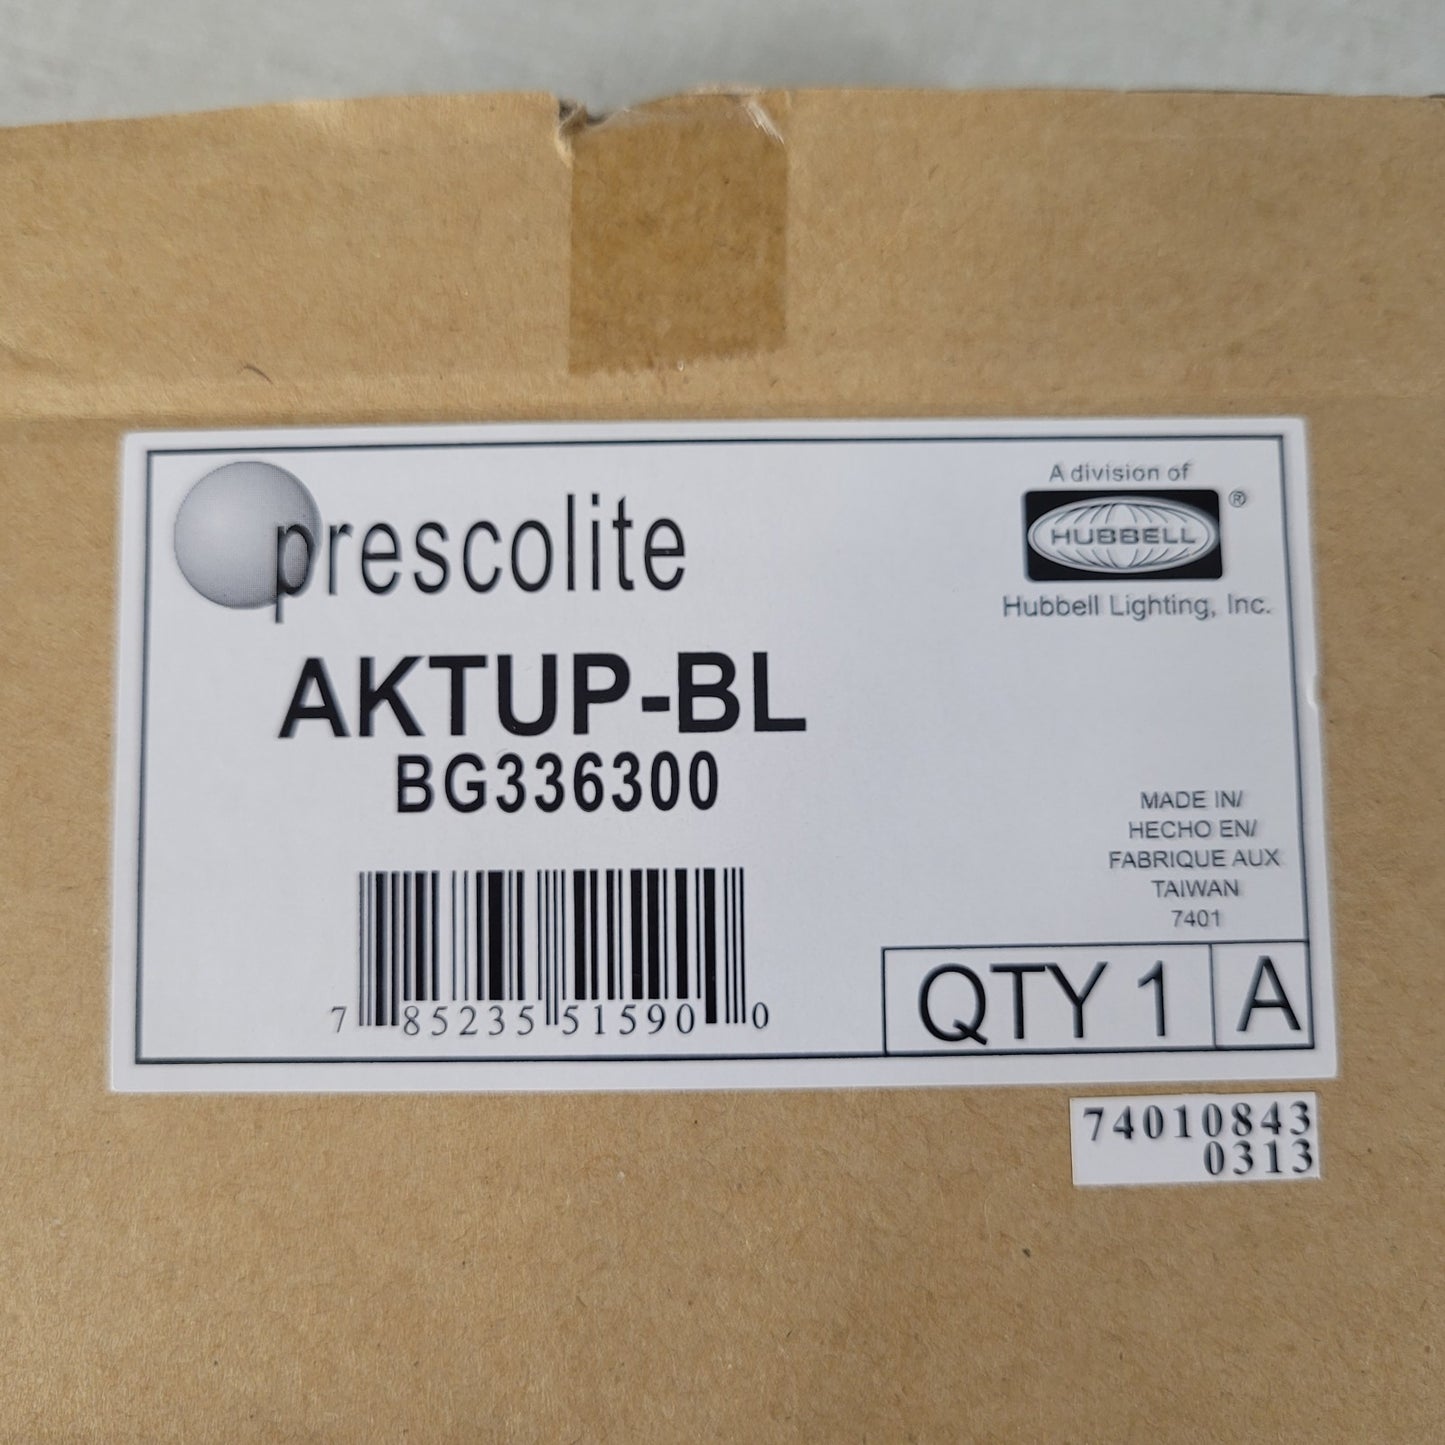 prescolite
A division of
HUBBELL ®
Hubbell Lighting, Inc.
AKTUP-BL
BG336300
MADE IN/
HECHO EN/
FABRIQUE AUX
TAIWAN
7401
7 85235 51590 0
QTY 1 A
74010843
0313